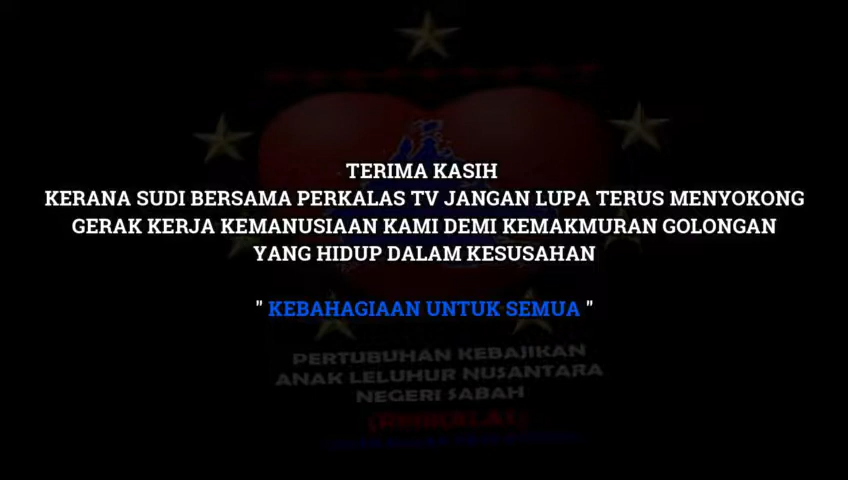 TERIMA KASIH
KERANA SUDI BERSAMA PERKALAS TV JANGAN LUPA TERUS MENYOKONG
GERAK KERJA KEMANUSIAAN KAMI DEMI KEMAKMURAN GOLONGAN
YANG HIDUP DALAM KESUSAHAN
" KEBAHAGIAAN UNTUK SEMUA "
PERTUBUHAN KEBAJIKAN
ANAK LELUHUR NUSANTARA
NEGERI SABAH
(PERKALAS)